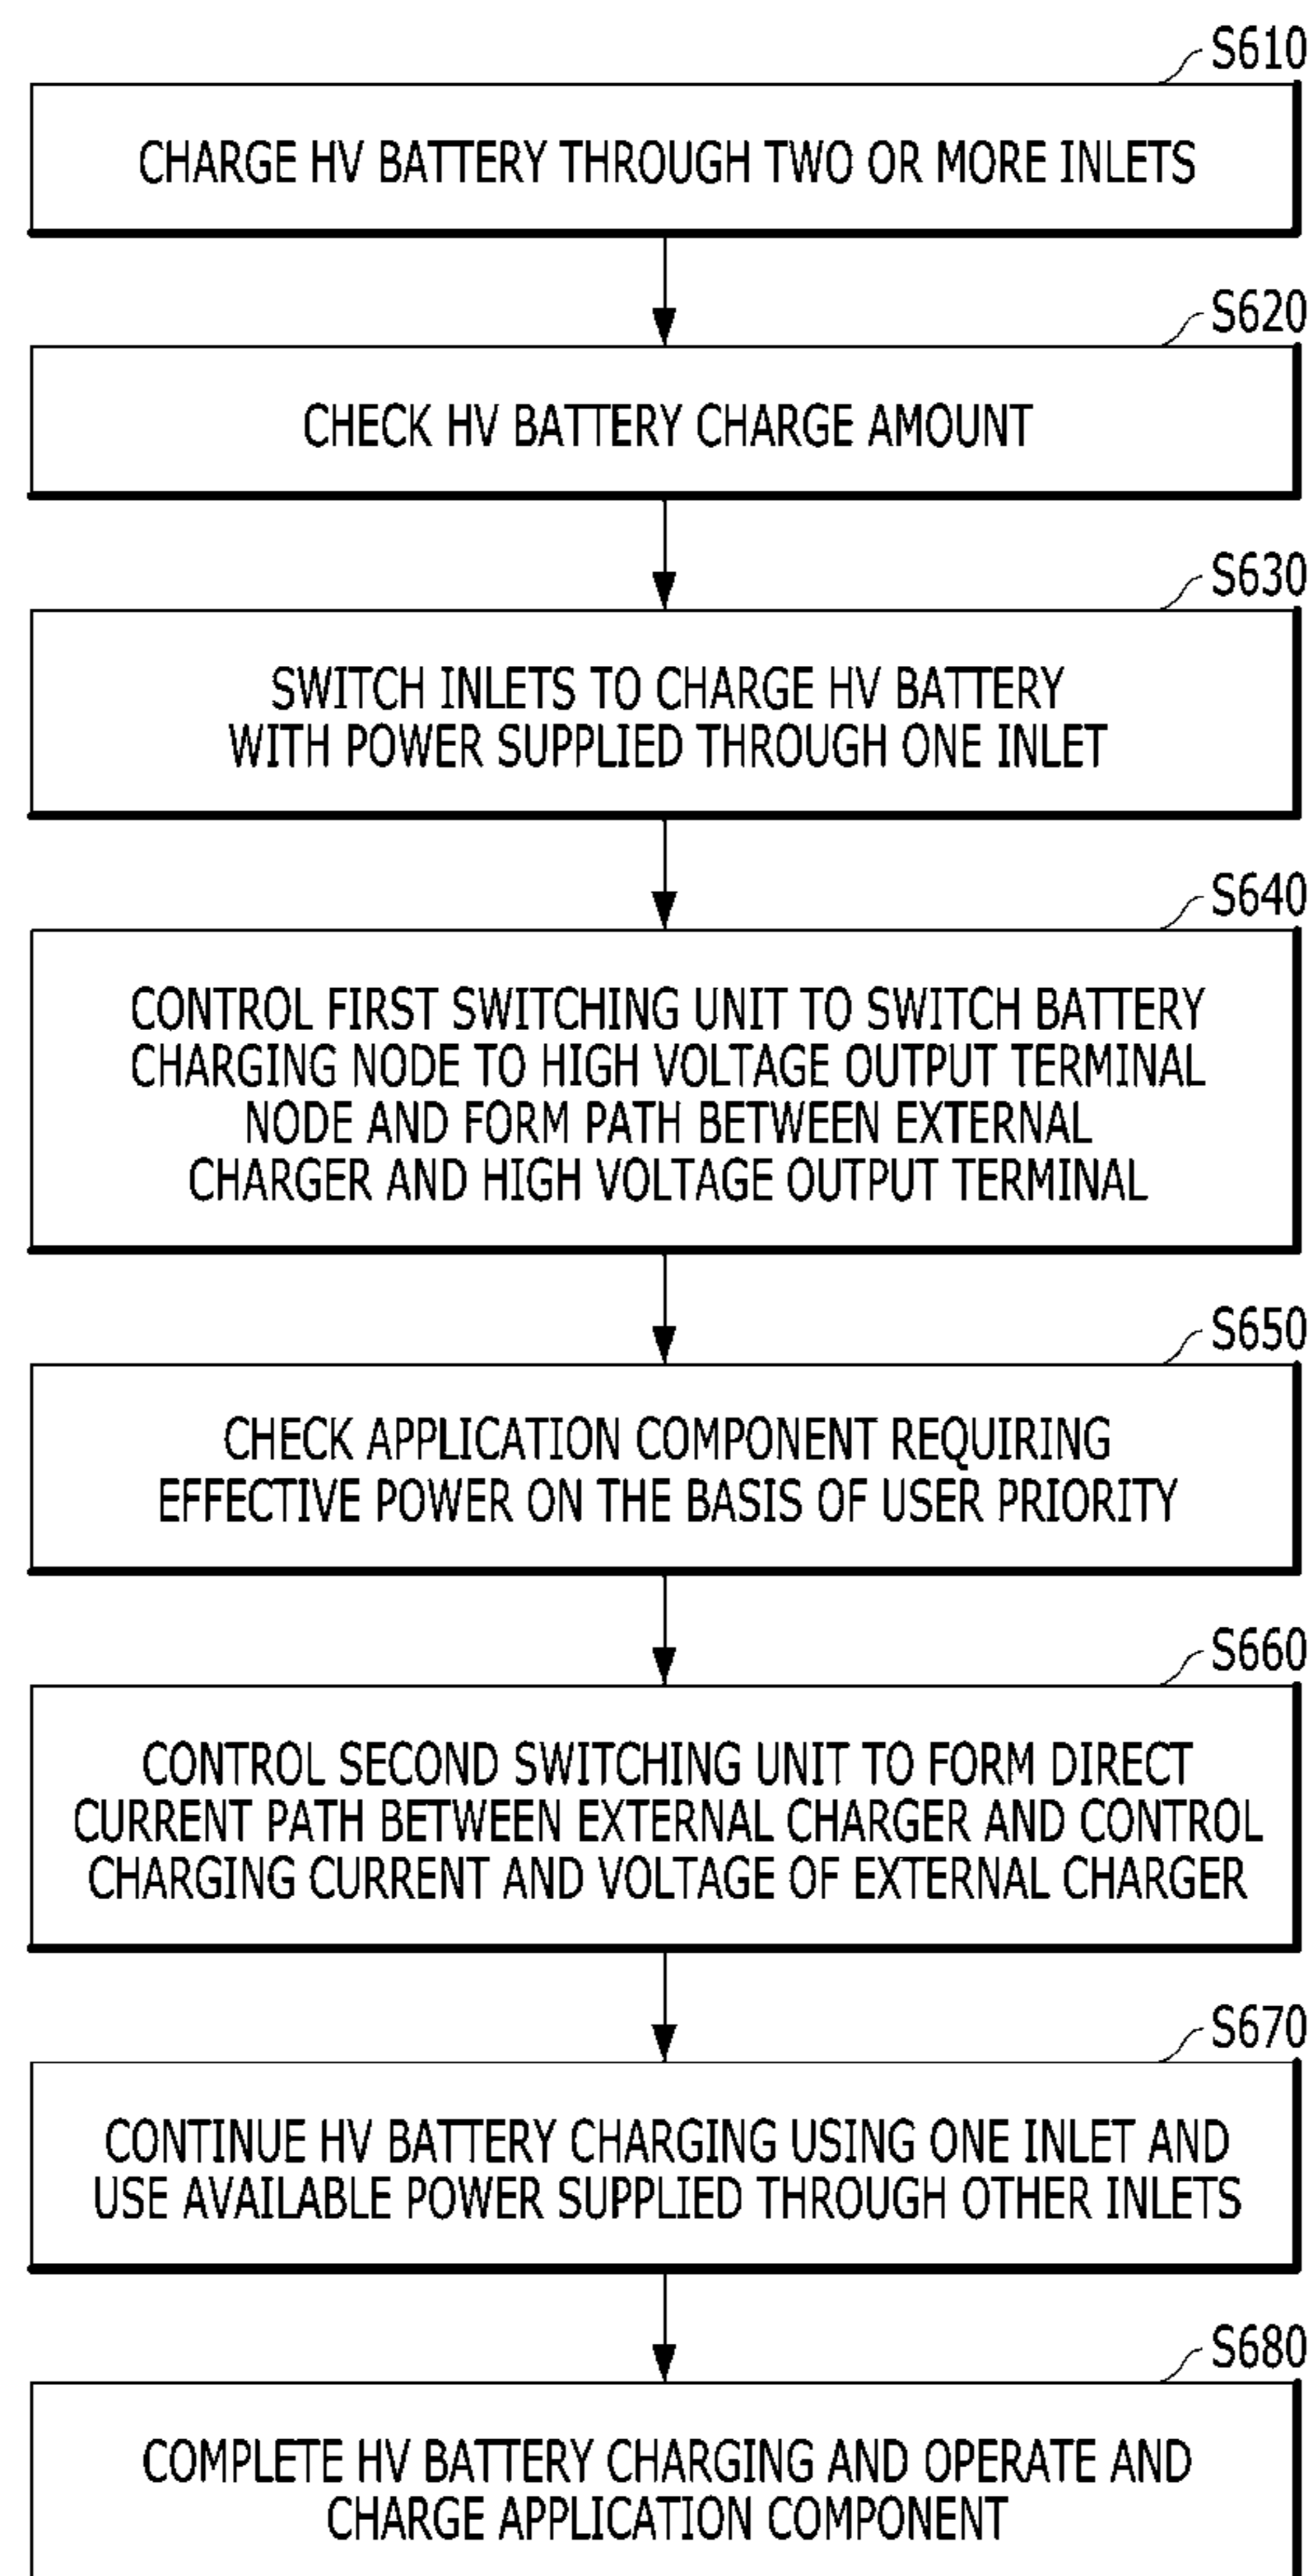 S610
CHARGE HV BATTERY THROUGH TWO OR MORE INLETS
S620
CHECK HV BATTERY CHARGE AMOUNT
S630
SWITCH INLETS TO CHARGE HV BATTERY
WITH POWER SUPPLIED THROUGH ONE INLET
S640
CONTROL FIRST SWITCHING UNIT TO SWITCH BATTERY
CHARGING NODE TO HIGH VOLTAGE OUTPUT TERMINAL
NODE AND FORM PATH BETWEEN EXTERNAL
CHARGER AND HIGH VOLTAGE OUTPUT TERMINAL
S650
CHECK APPLICATION COMPONENT REQUIRING
EFFECTIVE POWER ON THE BASIS OF USER PRIORITY
S660
CONTROL SECOND SWITCHING UNIT TO FORM DIRECT
CURRENT PATH BETWEEN EXTERNAL CHARGER AND CONTROL
CHARGING CURRENT AND VOLTAGE OF EXTERNAL CHARGER
S670
CONTINUE HV BATTERY CHARGING USING ONE INLET AND
USE AVAILABLE POWER SUPPLIED THROUGH OTHER INLETS
S680
COMPLETE HV BATTERY CHARGING AND OPERATE AND
CHARGE APPLICATION COMPONENT